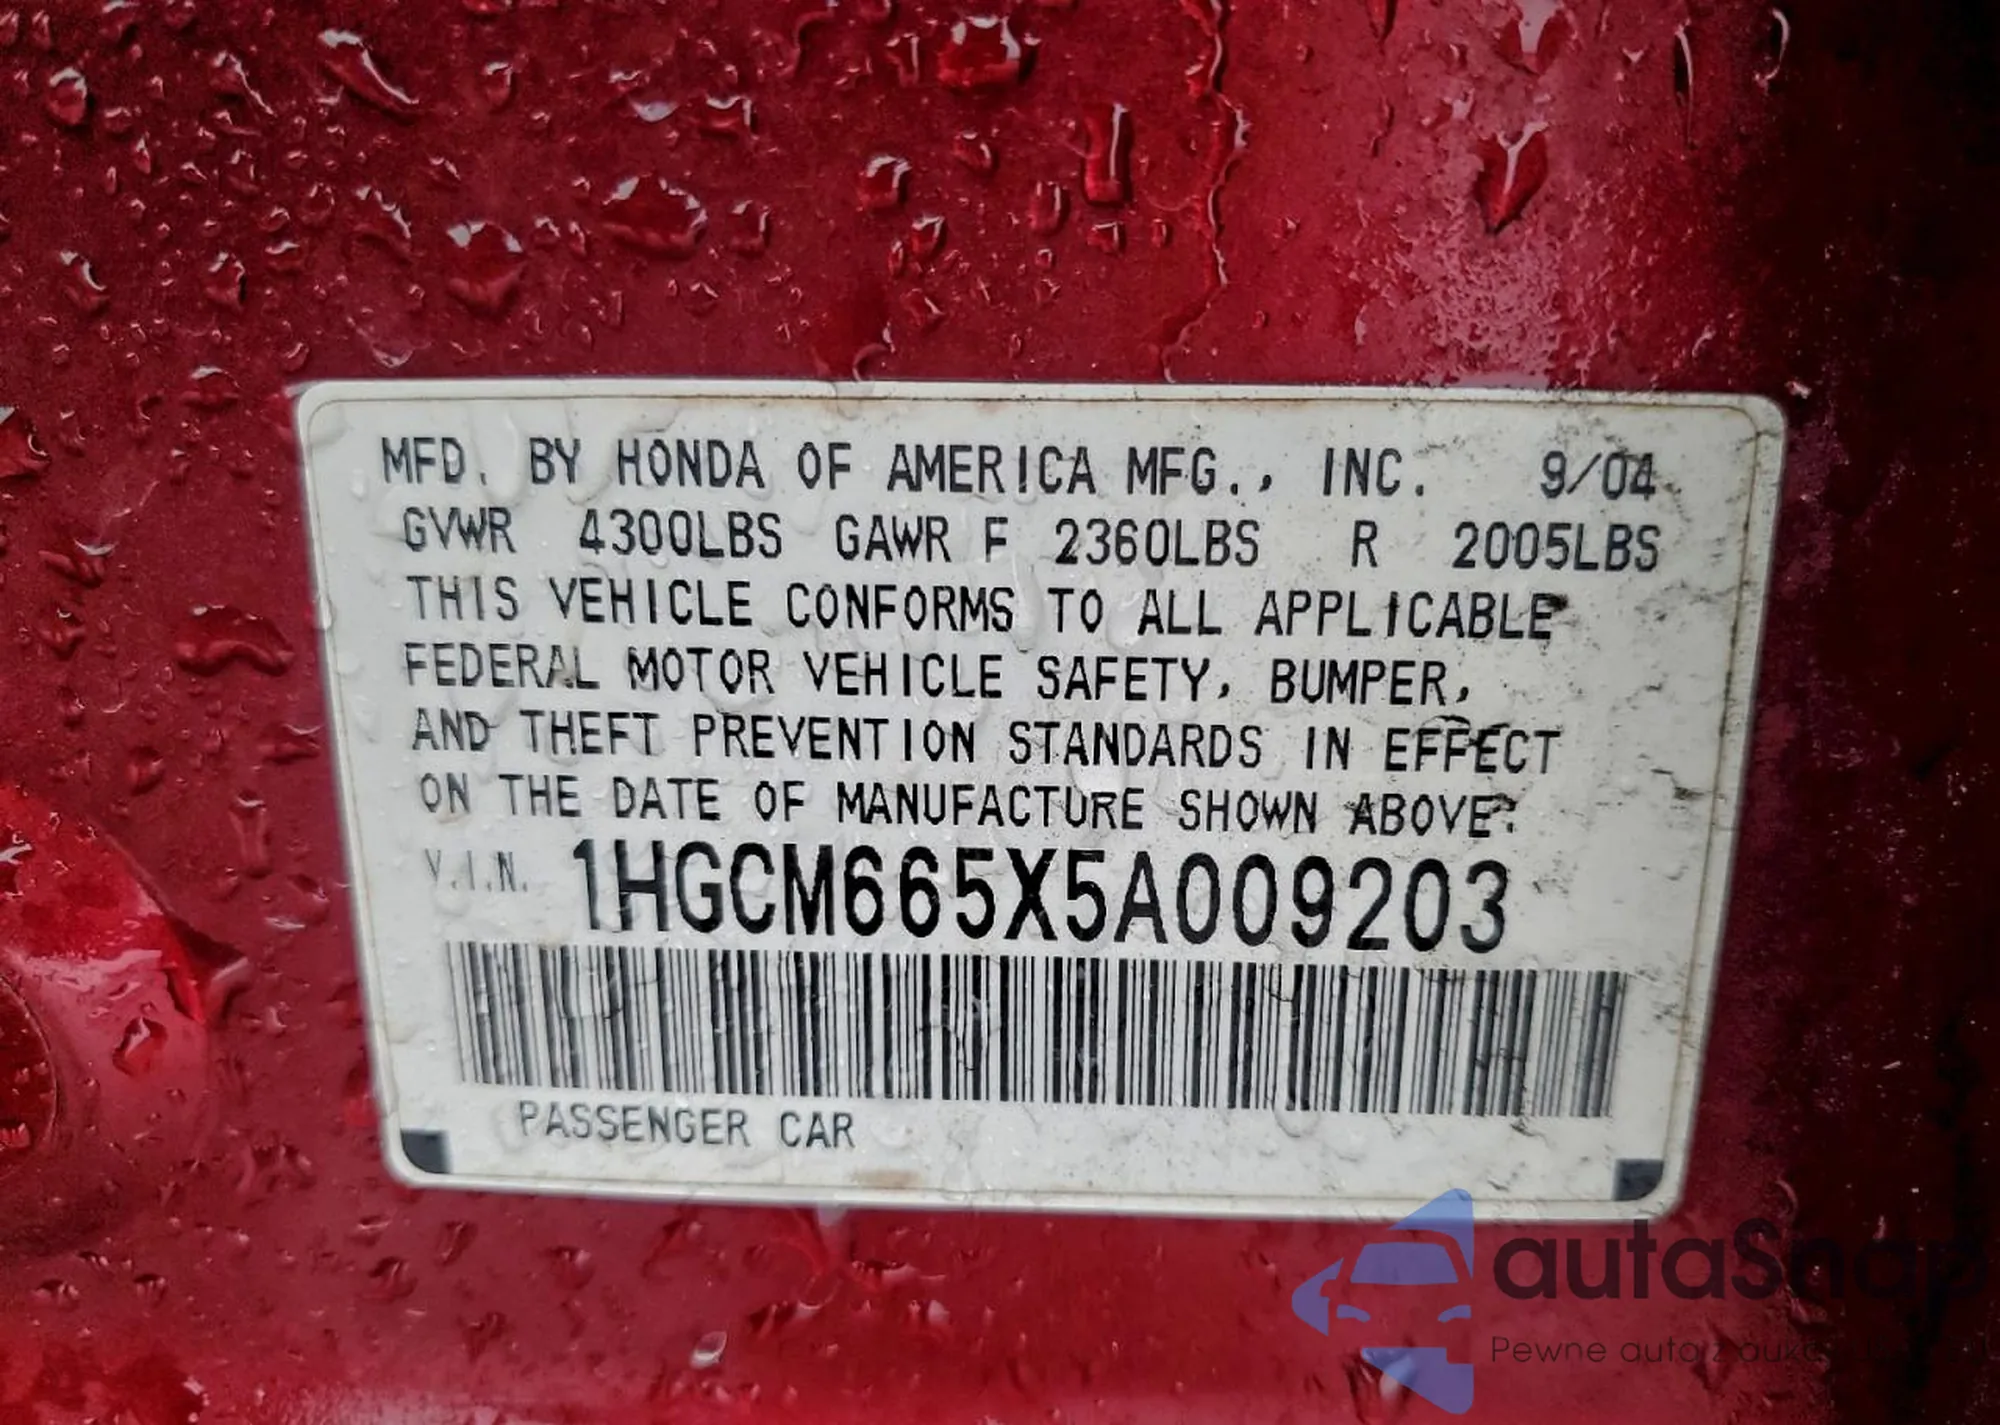 MFD. BY HONDA OF AMERICA MFG., INC. 9/04
GVWR 4300LBS GAWR F 2360LBS R 2005LBS
THIS VEHICLE CONFORMS TO ALL APPLICABLE
FEDERAL MOTOR VEHICLE SAFETY, BUMPER,
AND THEFT PREVENTION STANDARDS IN EFFECT
ON THE DATE OF MANUFACTURE SHOWN ABOVE.
V.I.N. 1HGCM665X5A009203
PASSENGER CAR
autaSnap
Pewne auto z